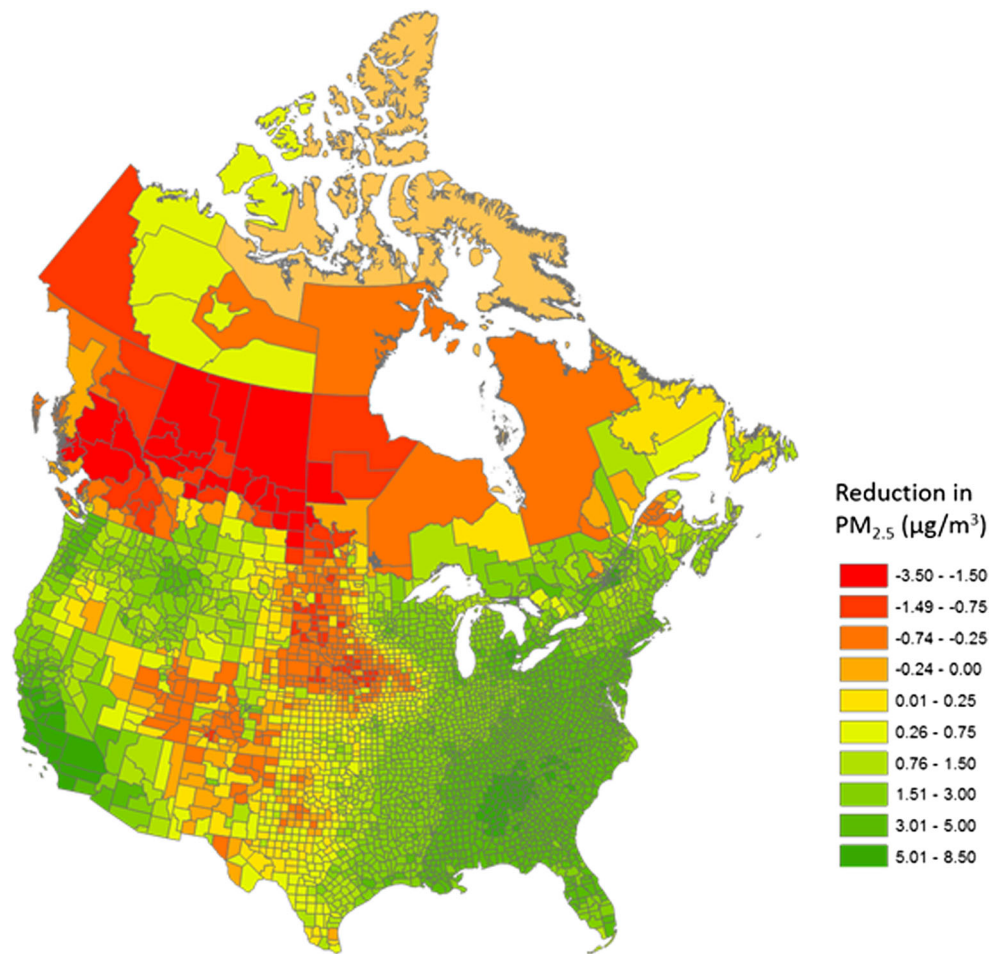 Reduction in
PM2.5 (µg/m³)
-3.50 - -1.50
-1.49 - -0.75
-0.74 - -0.25
-0.24 - 0.00
0.01 - 0.25
0.26 - 0.75
0.76 - 1.50
1.51 - 3.00
3.01 - 5.00
5.01 - 8.50